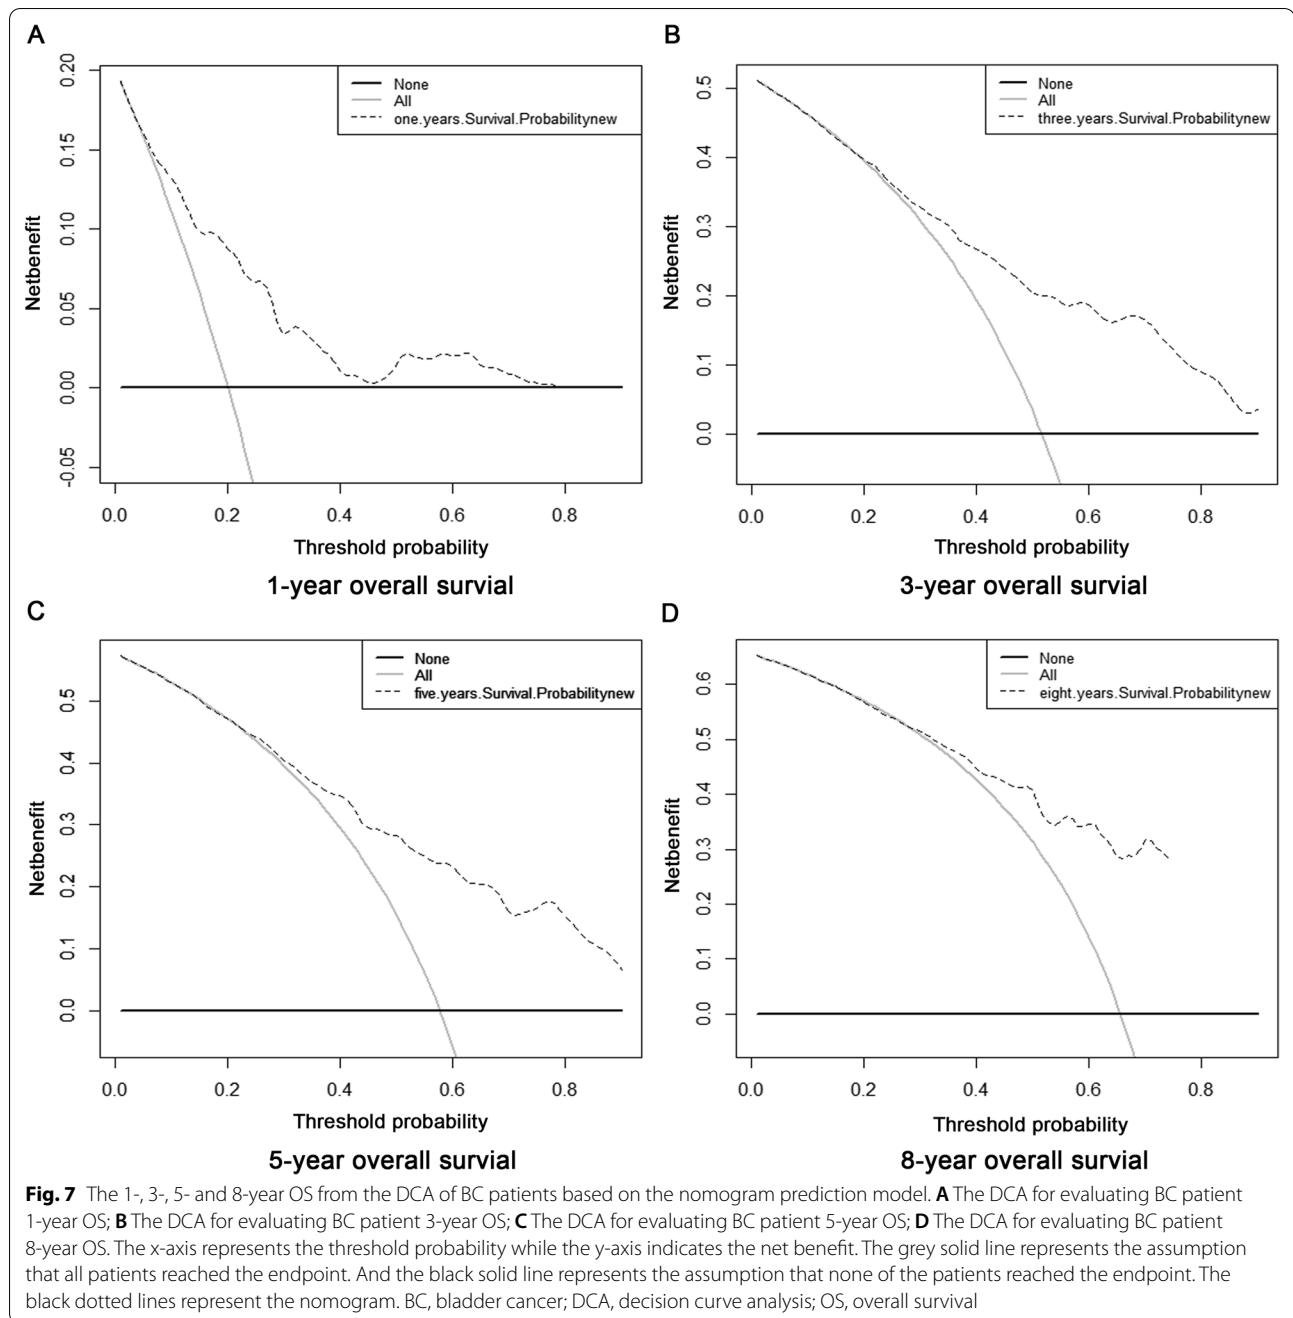 A
0.20
0.15
0.10
0.05
0.00
-0.05
Netbenefit
None
All
one.years.Survival.Probabilitynew
0.0 0.2 0.4 0.6 0.8
Threshold probability
1-year overall survial
B
0.5
0.4
0.3
0.2
0.1
0.0
Netbenefit
None
All
three.years.Survival.Probabilitynew
0.0 0.2 0.4 0.6 0.8
Threshold probability
3-year overall survial
C
0.5
0.4
0.3
0.2
0.1
0.0
Netbenefit
None
All
five.years.Survival.Probabilitynew
0.0 0.2 0.4 0.6 0.8
Threshold probability
5-year overall survial
D
0.6
0.5
0.4
0.3
0.2
0.1
0.0
Netbenefit
None
All
eight.years.Survival.Probabilitynew
0.0 0.2 0.4 0.6 0.8
Threshold probability
8-year overall survial
Fig. 7 The 1-, 3-, 5- and 8-year OS from the DCA of BC patients based on the nomogram prediction model. A The DCA for evaluating BC patient
1-year OS; B The DCA for evaluating BC patient 3-year OS; C The DCA for evaluating BC patient 5-year OS; D The DCA for evaluating BC patient
8-year OS. The x-axis represents the threshold probability while the y-axis indicates the net benefit. The grey solid line represents the assumption
that all patients reached the endpoint. And the black solid line represents the assumption that none of the patients reached the endpoint. The
black dotted lines represent the nomogram. BC, bladder cancer; DCA, decision curve analysis; OS, overall survival